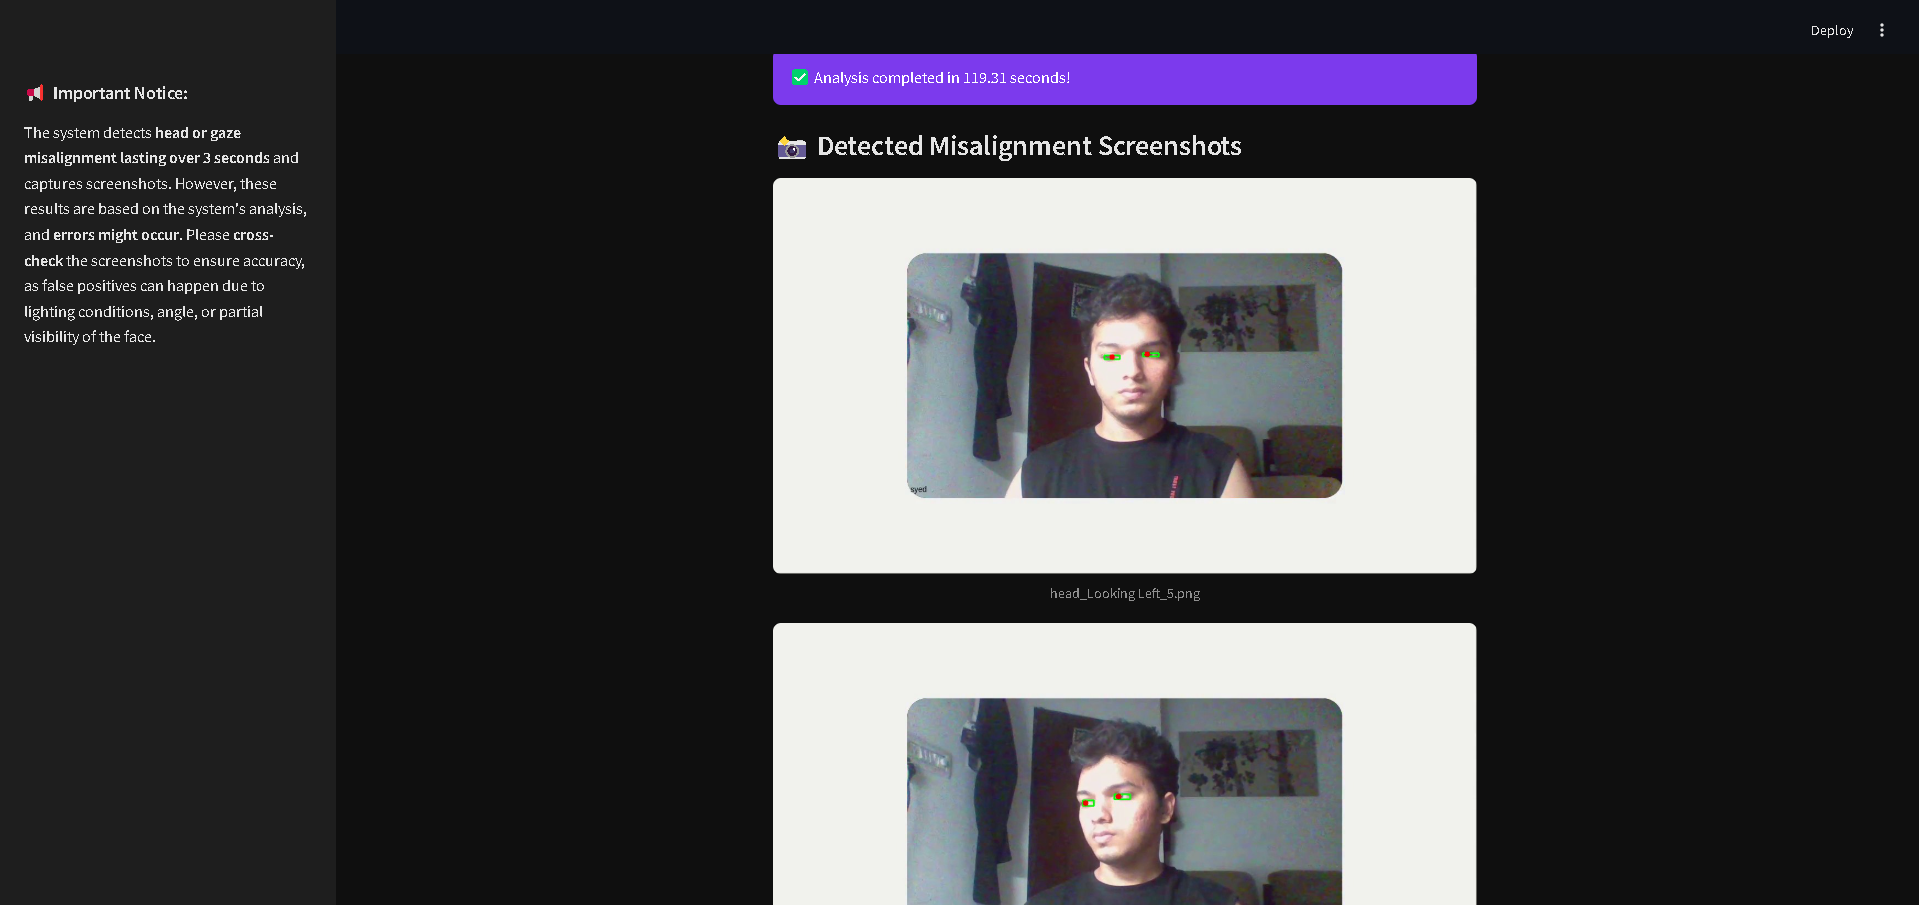 Deploy
📢 Important Notice:
The system detects head or gaze
misalignment lasting over 3 seconds and
captures screenshots. However, these
results are based on the system's analysis,
and errors might occur. Please cross-
check the screenshots to ensure accuracy,
as false positives can happen due to
lighting conditions, angle, or partial
visibility of the face.
✅ Analysis completed in 119.31 seconds!
📸 Detected Misalignment Screenshots
syed
head_Looking Left_5.png